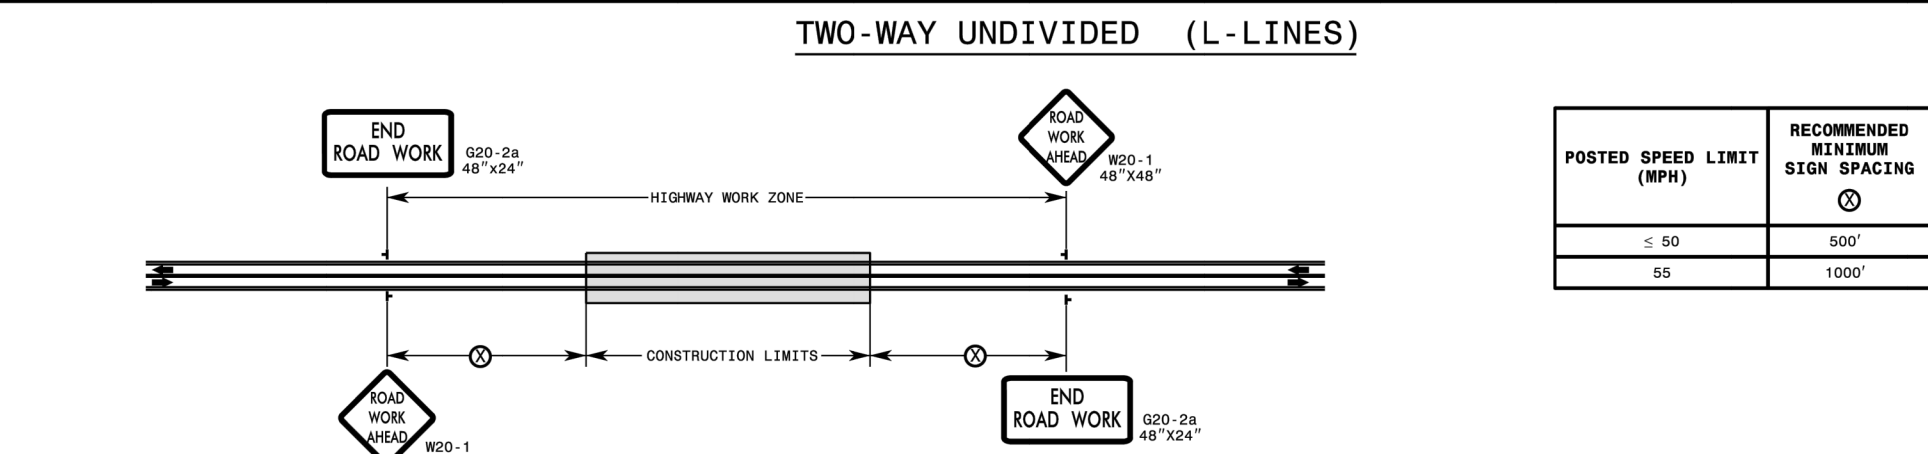 TWO-WAY UNDIVIDED (L-LINES)
END
ROAD WORK
G20-2a
48"x24"
ROAD
WORK
AHEAD
W20-1
48"X48"
HIGHWAY WORK ZONE
X
CONSTRUCTION LIMITS
X
ROAD
WORK
AHEAD
W20-1
END
ROAD WORK
G20-2a
48"X24"
POSTED SPEED LIMIT
(MPH)
RECOMMENDED
MINIMUM
SIGN SPACING
X
≤ 50
500'
55
1000'